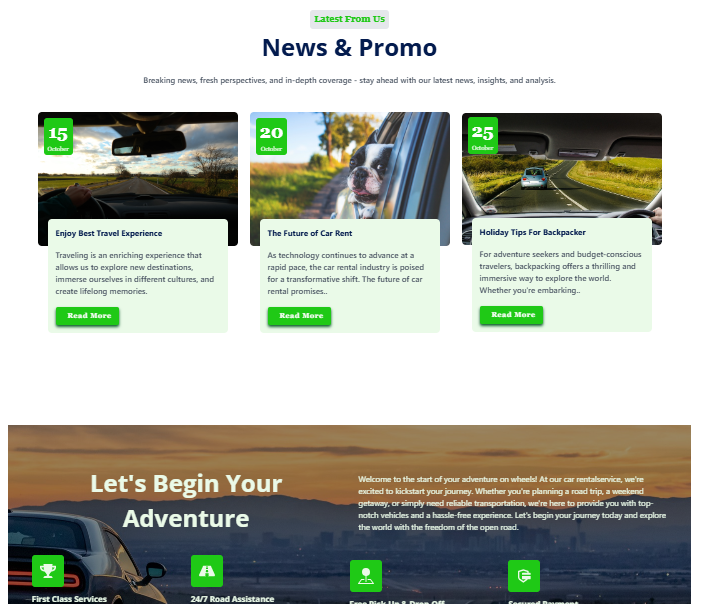 Latest From Us
News & Promo
Breaking news, fresh perspectives, and in-depth coverage - stay ahead with our latest news, insights, and analysis.
15
October
Enjoy Best Travel Experience
Traveling is an enriching experience that
allows us to explore new destinations,
immerse ourselves in different cultures, and
create lifelong memories.
Read More
20
October
The Future of Car Rent
As technology continues to advance at a
rapid pace, the car rental industry is poised
for a transformative shift. The future of car
rental promises..
Read More
25
October
Holiday Tips For Backpacker
For adventure seekers and budget-conscious
travelers, backpacking offers a thrilling and
immersive way to explore the world.
Whether you're embarking..
Read More
Let's Begin Your
Adventure
Welcome to the start of your adventure on wheels! At our car rentalservice, we're
excited to kickstart your journey. Whether you're planning a road trip, a weekend
getaway, or simply need reliable transportation, we're here to provide you with top-
notch vehicles and a hassle-free experience. Let's begin your journey today and explore
the world with the freedom of the open road.
First Class Services
24/7 Road Assistance
Free Pick-Up & Drop-Off
Secured Payment